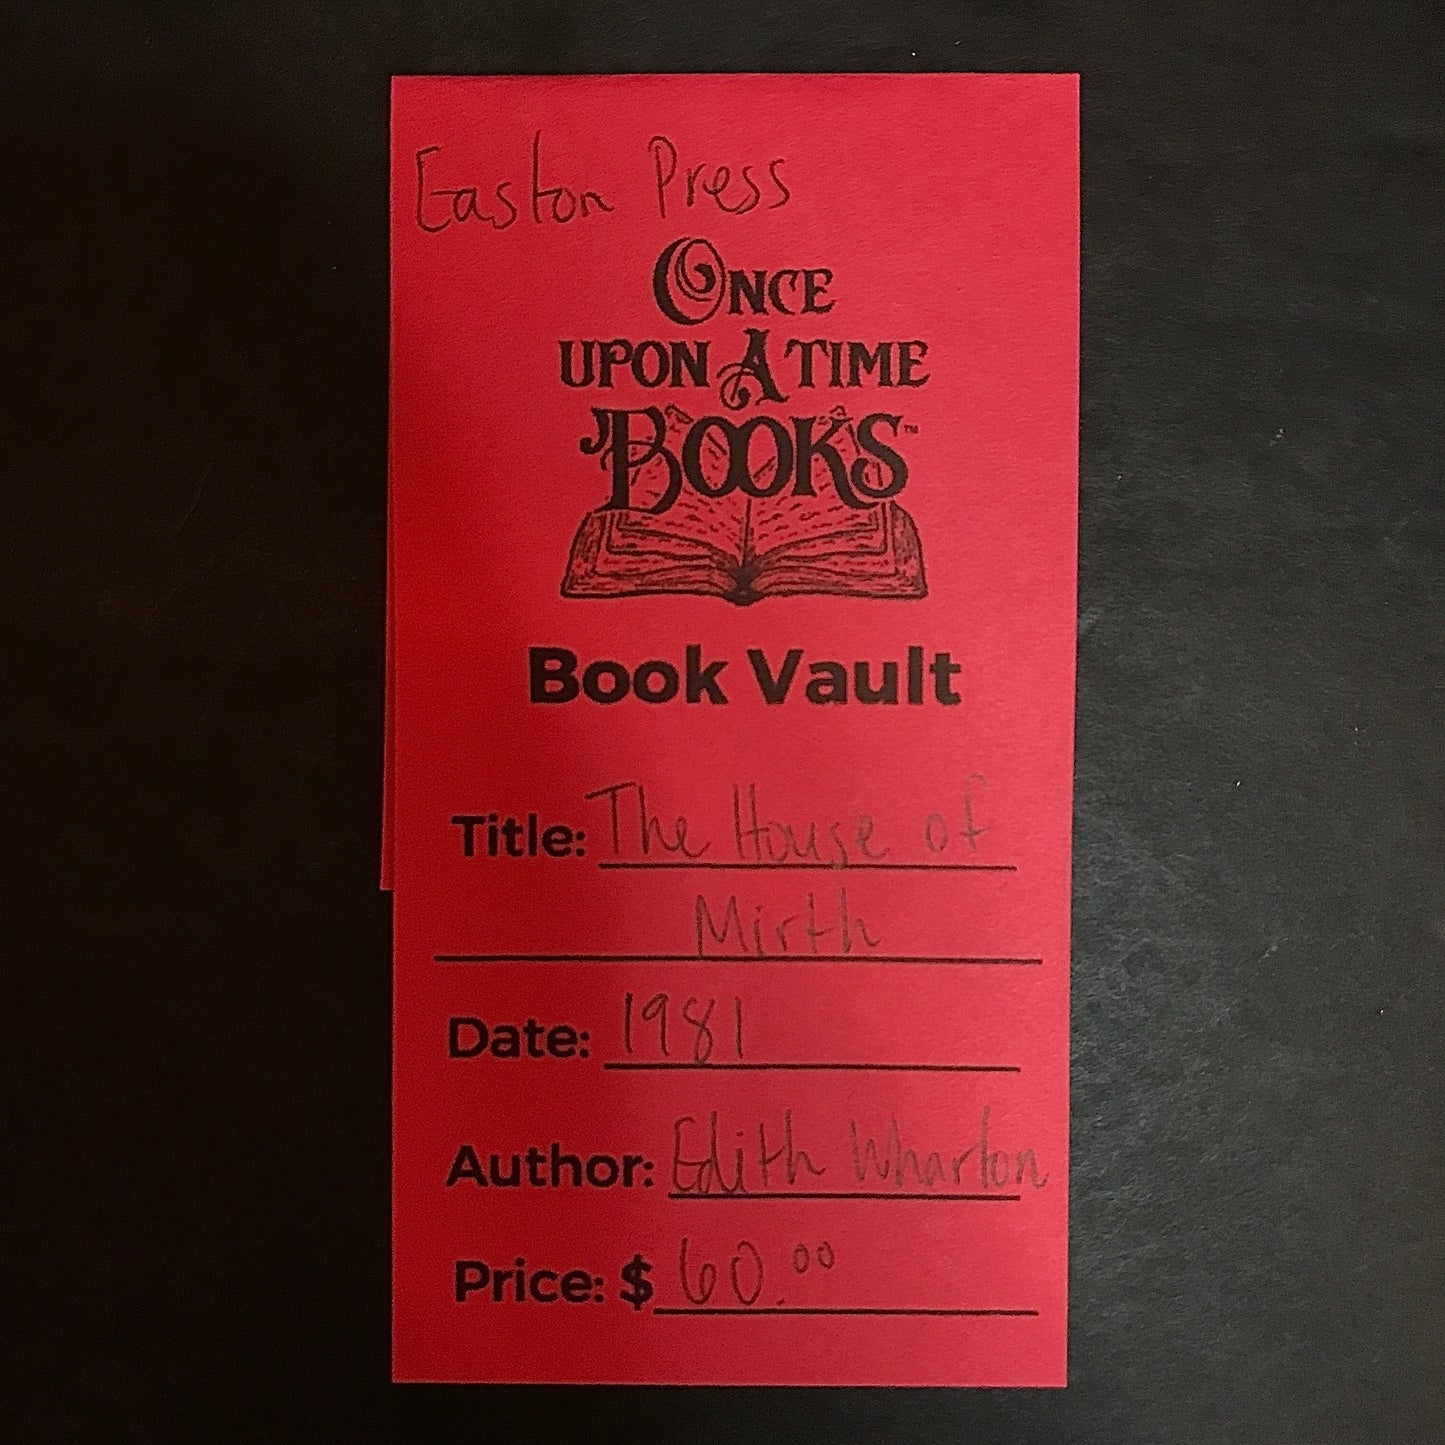 Easton Press
ONCE
UPON A TIME
BOOKS™
Book Vault
Title: The House of
Mirth
Date: 1981
Author: Edith Wharton
Price: $ 60.00